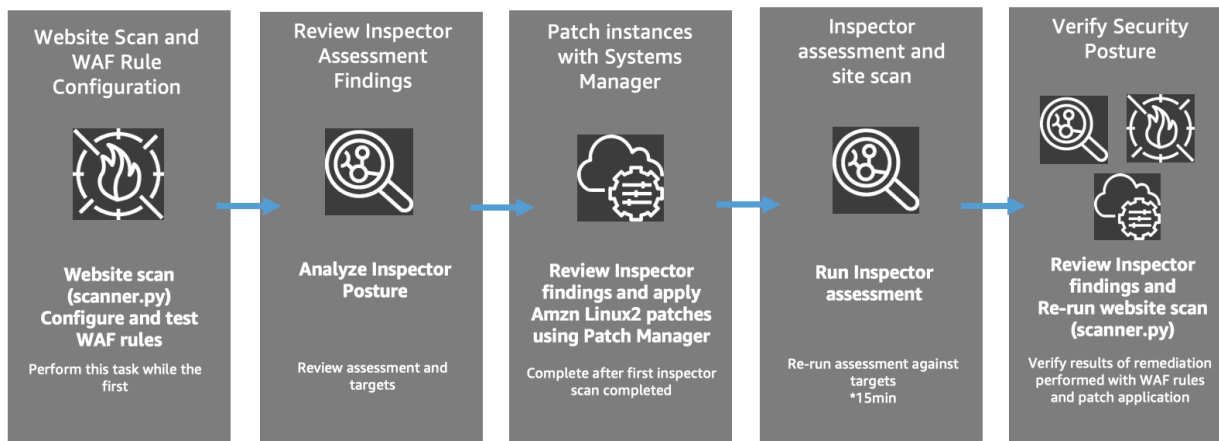 Website Scan and
WAF Rule
Configuration
Website scan
(scanner.py)
Configure and test
WAF rules
Perform this task while the
first
Review Inspector
Assessment
Findings
Analyze Inspector
Posture
Review assessment and
targets
Patch instances
with Systems
Manager
Review Inspector
findings and apply
Amzn Linux2 patches
using Patch Manager
Complete after first inspector
scan completed
Inspector
assessment and
site scan
Run Inspector
assessment
Re-run assessment against
targets
*15min
Verify Security
Posture
Review Inspector
findings and
Re-run website scan
(scanner.py)
Verify results of remediation
performed with WAF rules
and patch application